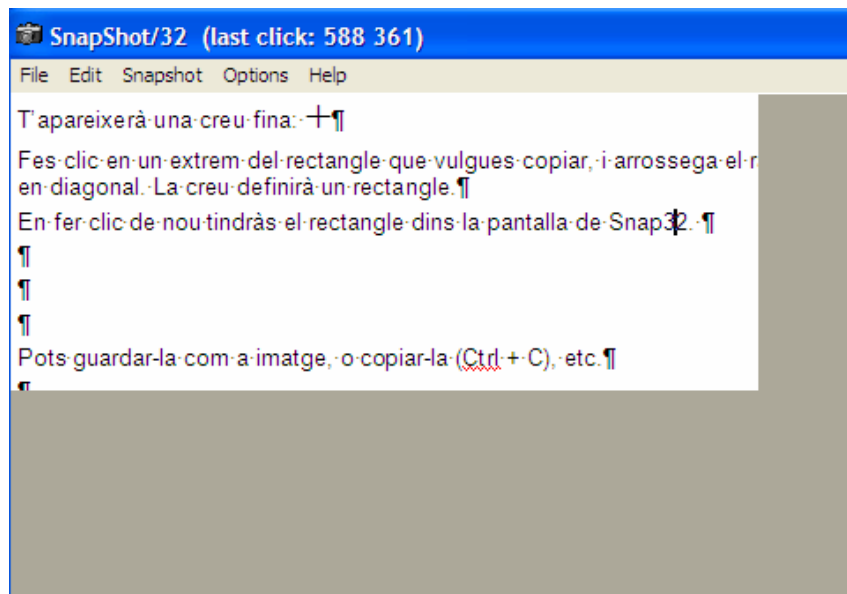 SnapShot/32 (last click: 588 361)
File Edit Snapshot Options Help
T'apareixerà·una·creu·fina:·¶
Fes·clic·en·un·extrem·del·rectangle·que·vulgues·copiar,·i·arrossega·el·r
en·diagonal.·La·creu·definirà·un·rectangle.¶
En·fer·clic·de·nou·tindràs·el·rectangle·dins·la·pantalla·de·Snap32.·¶
¶
¶
¶
Pots·guardar-la·com·a·imatge,·o·copiar-la·(Ctrl·+·C),·etc.¶
¶